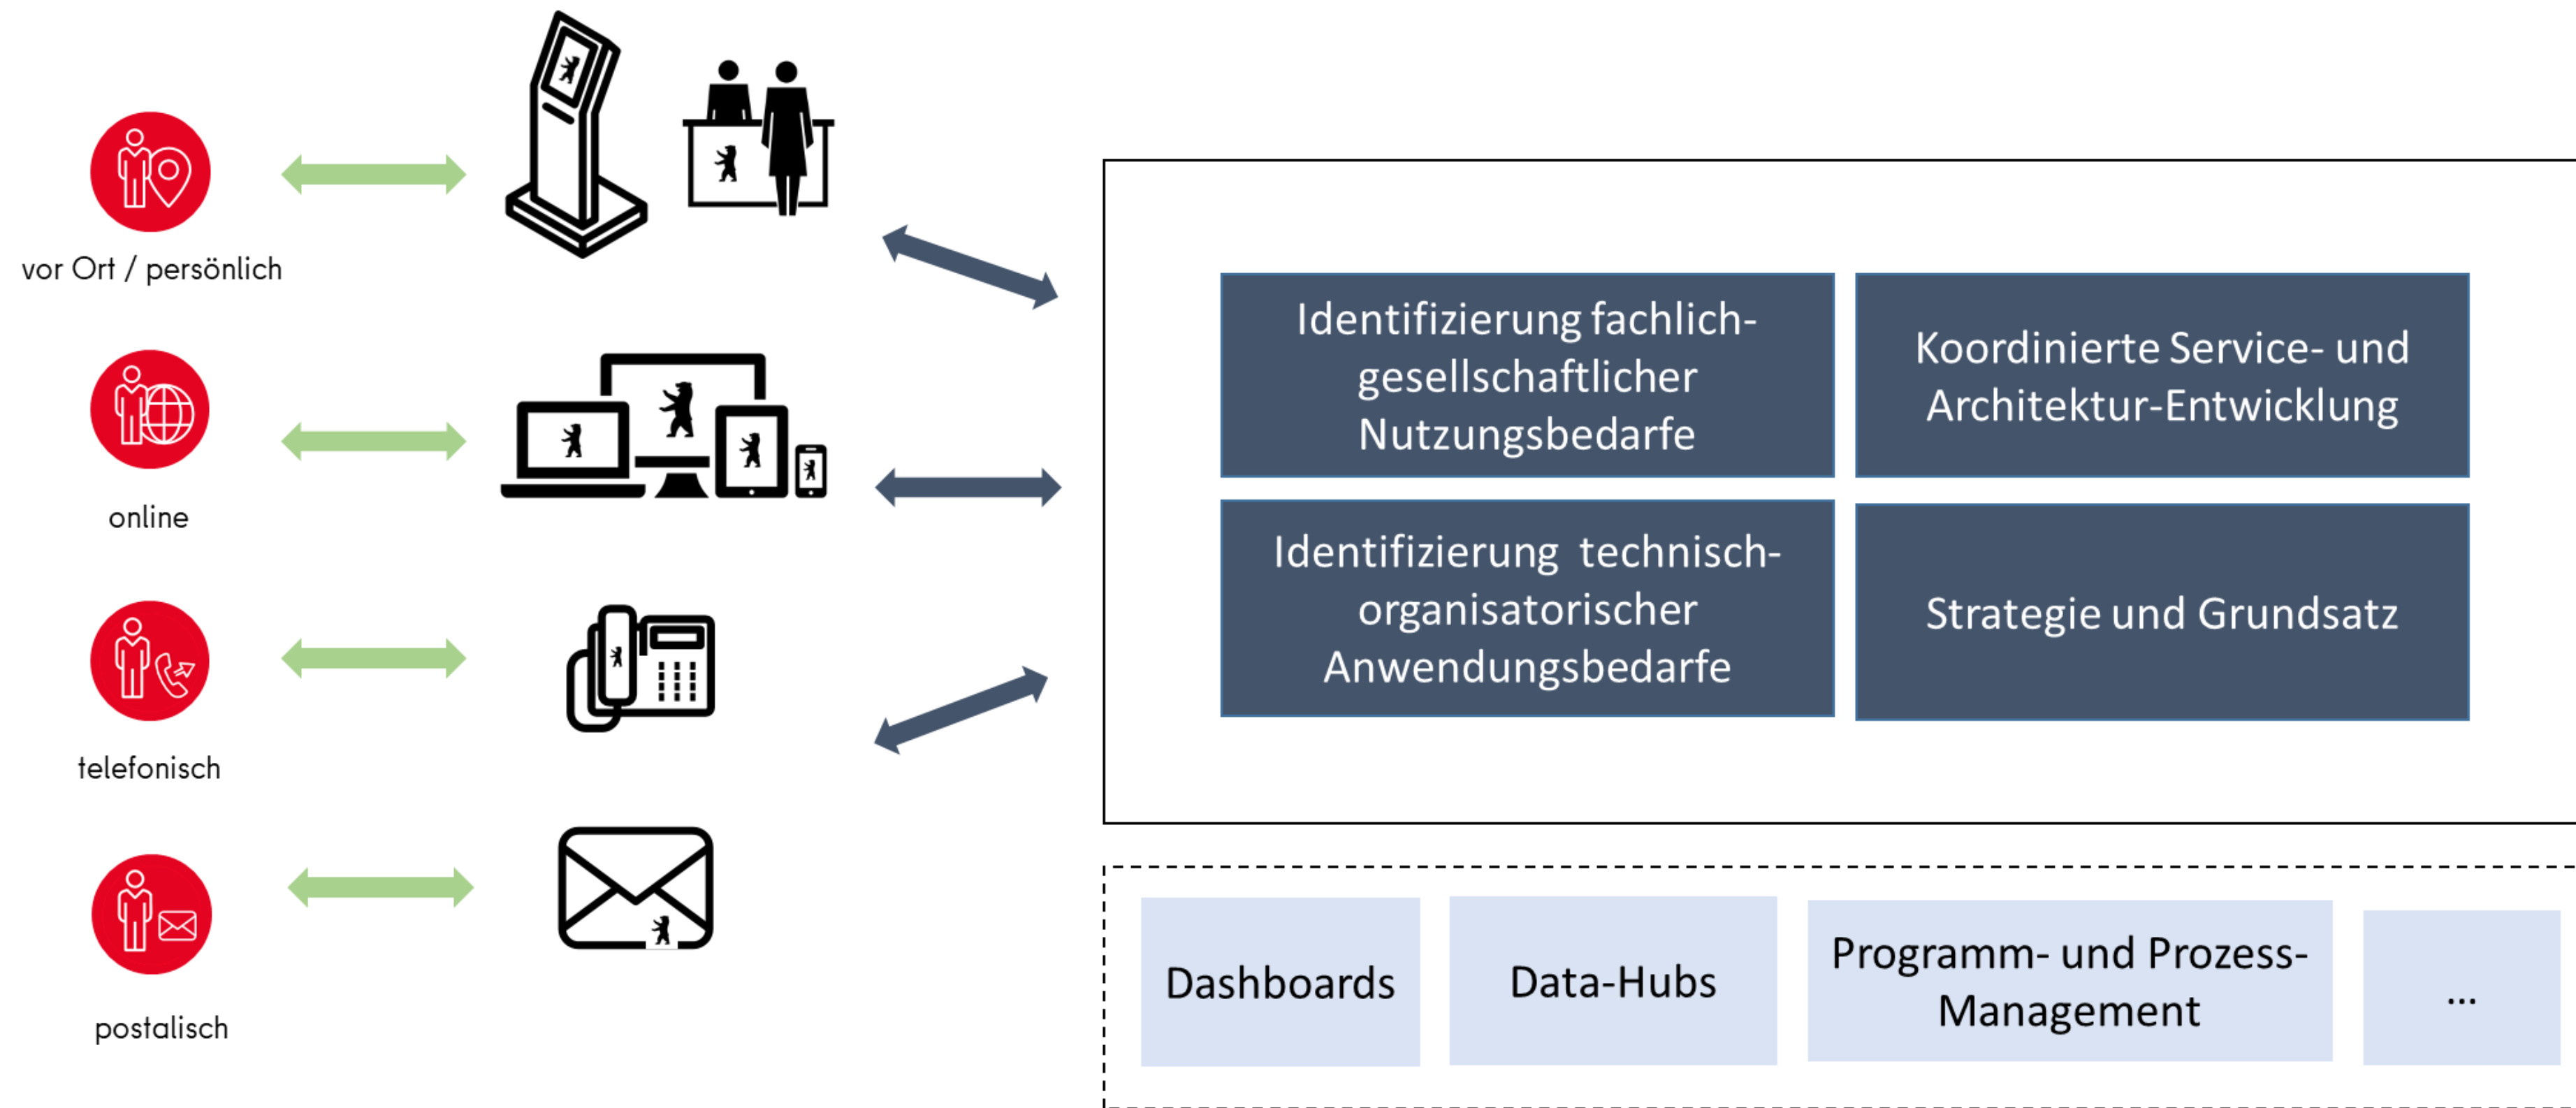 vor Ort / persönlich
online
telefonisch
postalisch
Identifizierung fachlich-
gesellschaftlicher
Nutzungsbedarfe
Koordinierte Service- und
Architektur-Entwicklung
Identifizierung technisch-
organisatorischer
Anwendungsbedarfe
Strategie und Grundsatz
Dashboards
Data-Hubs
Programm- und Prozess-
Management
...